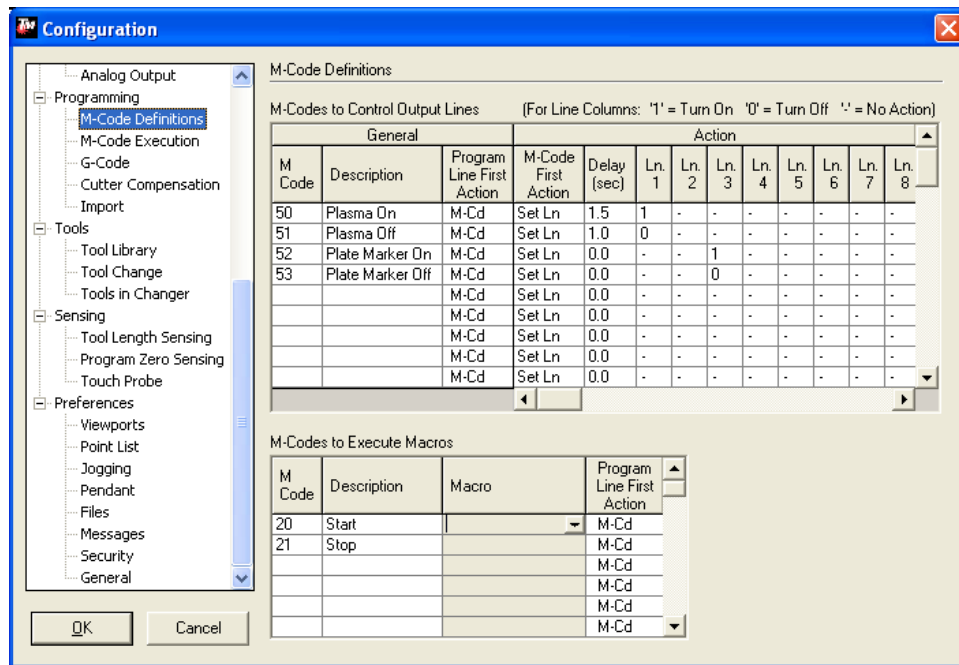 Configuration
Analog Output
Programming
M-Code Definitions
M-Code Execution
G-Code
Cutter Compensation
Import
Tools
Tool Library
Tool Change
Tools in Changer
Sensing
Tool Length Sensing
Program Zero Sensing
Touch Probe
Preferences
Viewports
Point List
Jogging
Pendant
Files
Messages
Security
General
OK Cancel
M-Code Definitions
M-Codes to Control Output Lines (For Line Columns: '1' = Turn On '0' = Turn Off '-' = No Action)
General Action
M Code Description Program Line First Action M-Code First Action Delay (sec) Ln. 1 Ln. 2 Ln. 3 Ln. 4 Ln. 5 Ln. 6 Ln. 7 Ln. 8
50 Plasma On M-Cd Set Ln 1.5 1 - - - - - - -
51 Plasma Off M-Cd Set Ln 1.0 0 - - - - - - -
52 Plate Marker On M-Cd Set Ln 0.0 - - 1 - - - - -
53 Plate Marker Off M-Cd Set Ln 0.0 - - 0 - - - - -
M-Cd Set Ln 0.0 - - - - - - - -
M-Cd Set Ln 0.0 - - - - - - - -
M-Cd Set Ln 0.0 - - - - - - - -
M-Cd Set Ln 0.0 - - - - - - - -
M-Cd Set Ln 0.0 - - - - - - - -
M-Codes to Execute Macros
M Code Description Macro Program Line First Action
20 Start M-Cd
21 Stop M-Cd
M-Cd
M-Cd
M-Cd
M-Cd